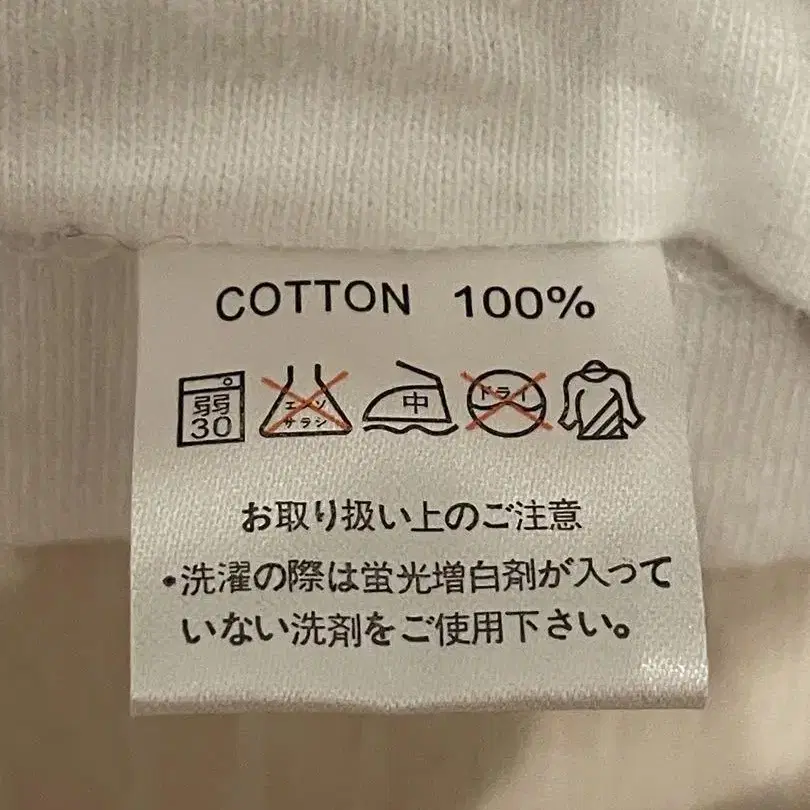 COTTON 100%
弱
30
エンソ
サラシ
中
ドライ
お取り扱い上のご注意
・洗濯の際は蛍光増白剤が入って
いない洗剤をご使用下さい。